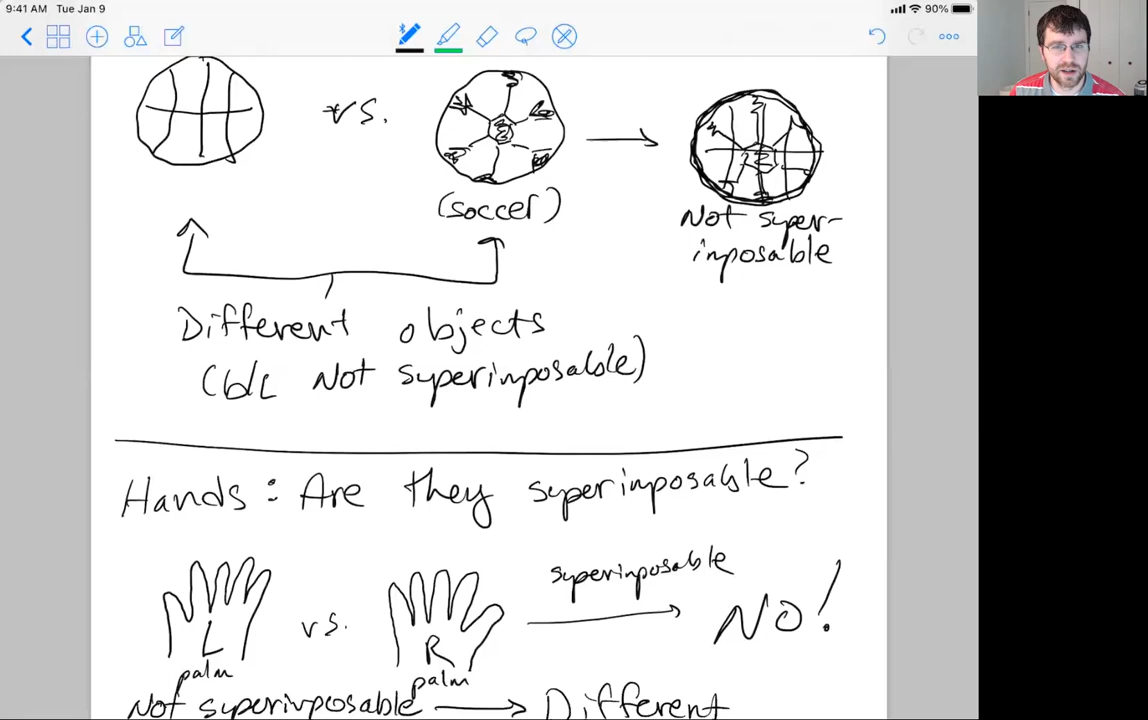 9:41 AM Tue Jan 9
90%
vs.
(soccer)
Not super-
imposable
Different objects
(b/c Not superimposable)
Hands: Are they superimposable?
superimposable
L
vs.
R
NO!
palm
palm
Not superimposable → Different